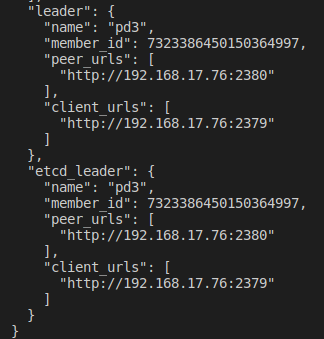 ],
"leader": {
"name": "pd3",
"member_id": 7323386450150364997,
"peer_urls": [
"http://192.168.17.76:2380"
],
"client_urls": [
"http://192.168.17.76:2379"
]
},
"etcd_leader": {
"name": "pd3",
"member_id": 7323386450150364997,
"peer_urls": [
"http://192.168.17.76:2380"
],
"client_urls": [
"http://192.168.17.76:2379"
]
}
}